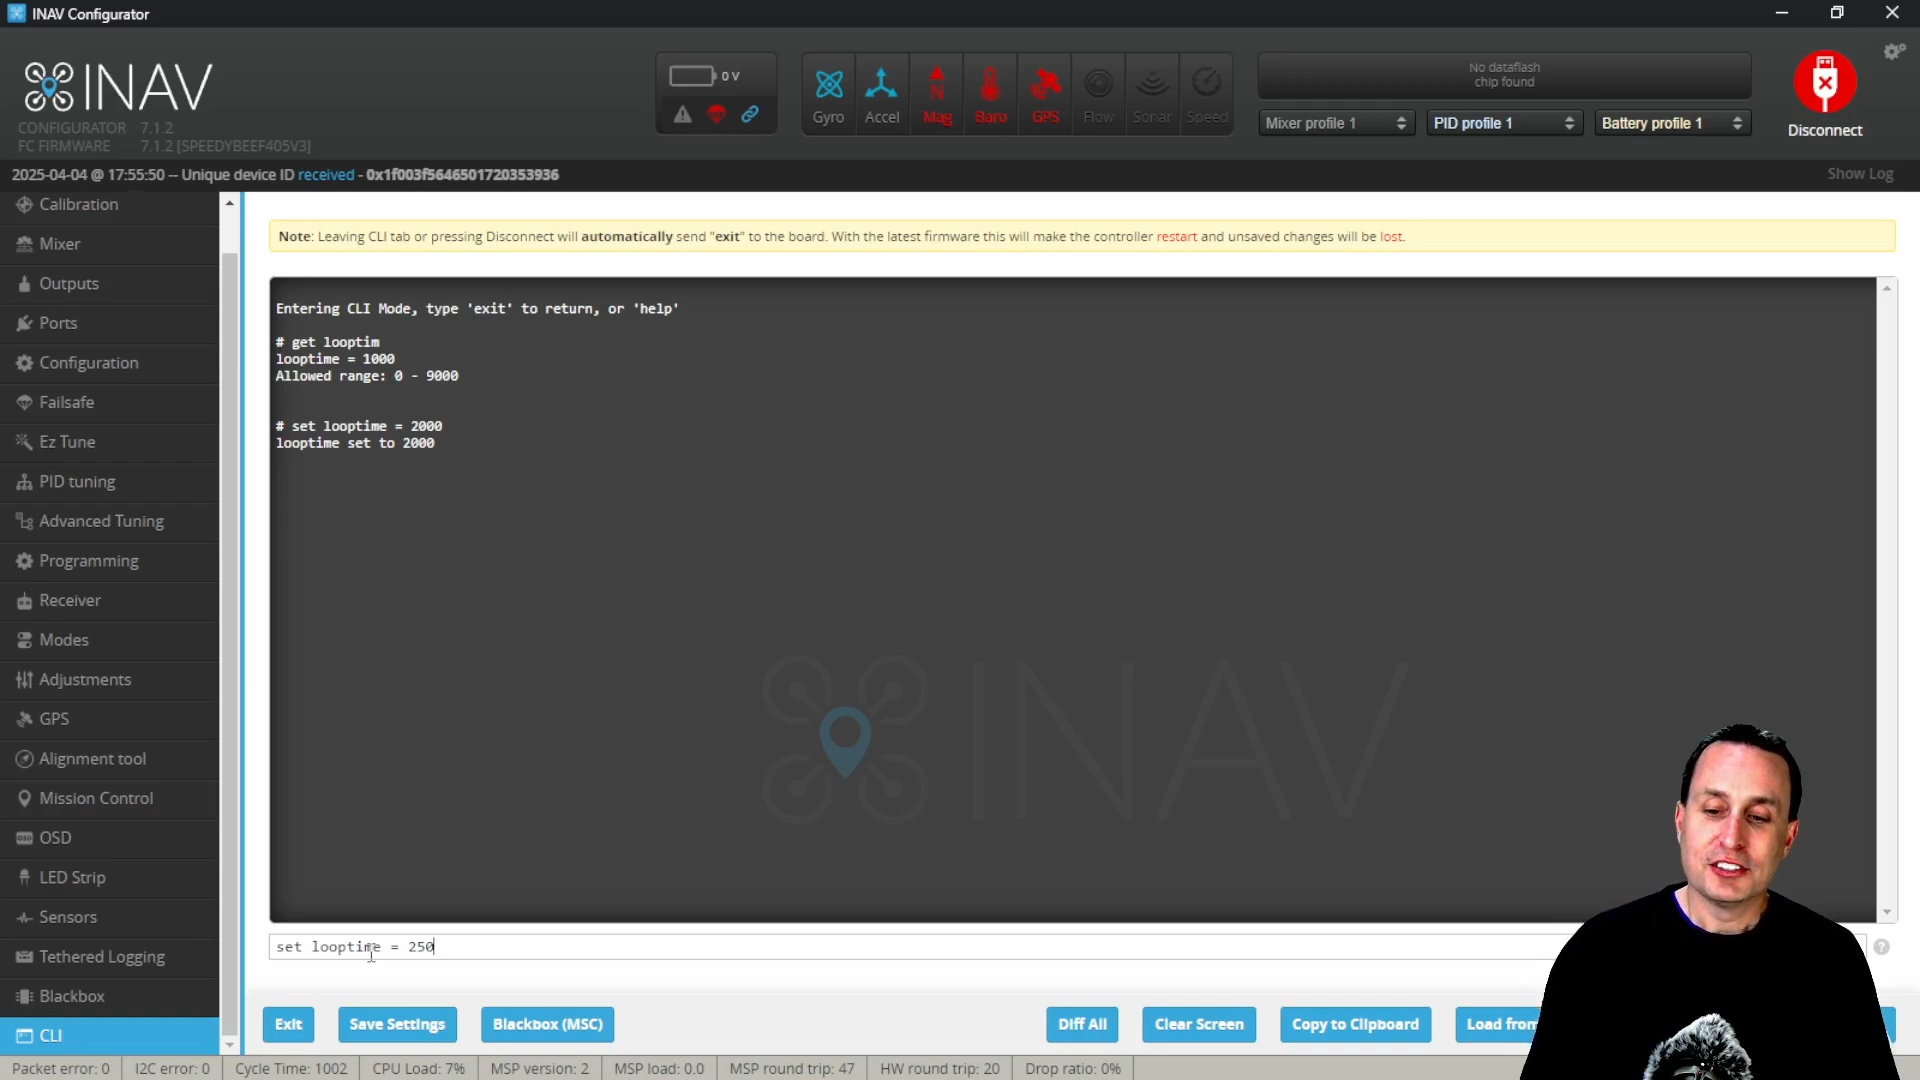 INAV Configurator
INAV
CONFIGURATOR 7.1.2
FC FIRMWARE 7.1.2 [SPEEDYBEEF405V3]
0 V
Gyro
Accel
Mag
Baro
GPS
Flow
Sonar
Speed
No dataflash
chip found
Mixer profile 1
PID profile 1
Battery profile 1
Disconnect
2025-04-04 @ 17:55:50 -- Unique device ID received - 0x1f003f5646501720353936
Show Log
Calibration
Mixer
Outputs
Ports
Configuration
Failsafe
Ez Tune
PID tuning
Advanced Tuning
Programming
Receiver
Modes
Adjustments
GPS
Alignment tool
Mission Control
OSD
LED Strip
Sensors
Tethered Logging
Blackbox
CLI
Note: Leaving CLI tab or pressing Disconnect will automatically send "exit" to the board. With the latest firmware this will make the controller restart and unsaved changes will be lost.
Entering CLI Mode, type 'exit' to return, or 'help'
# get looptim
looptime = 1000
Allowed range: 0 - 9000
# set looptime = 2000
looptime set to 2000
INAV
set looptime = 250
Exit
Save Settings
Blackbox (MSC)
Diff All
Clear Screen
Copy to Clipboard
Load from
Packet error: 0
I2C error: 0
Cycle Time: 1002
CPU Load: 7%
MSP version: 2
MSP load: 0.0
MSP round trip: 47
HW round trip: 20
Drop ratio: 0%